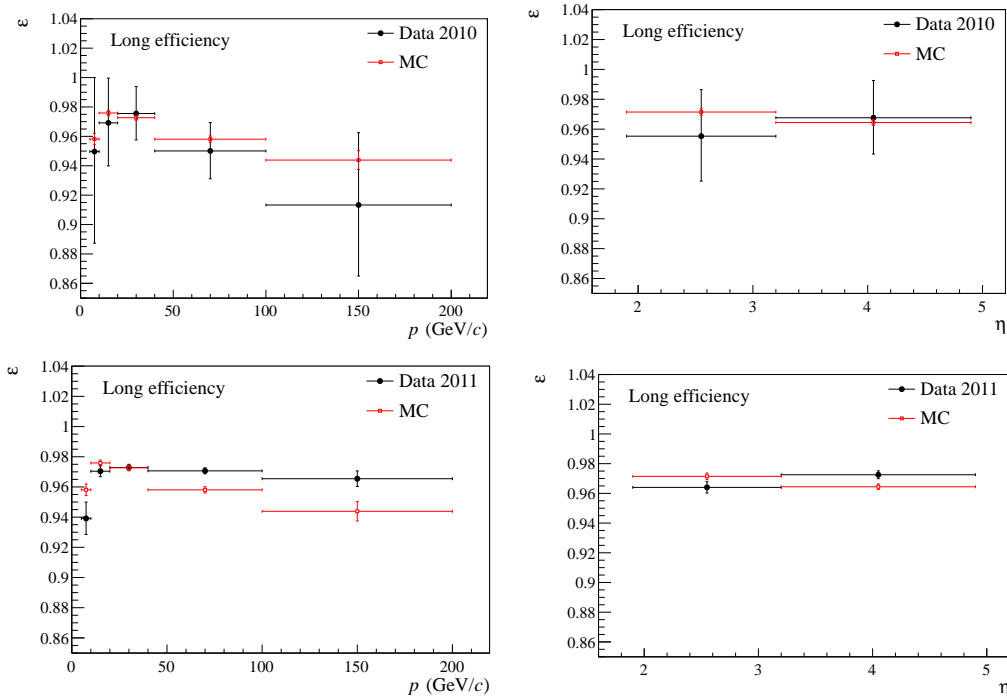 ε
1.04
1.02
1
0.98
0.96
0.94
0.92
0.9
0.88
0.86
Long efficiency
Data 2010
MC
0 50 100 150 200
p (GeV/c)
ε
1.04
1.02
1
0.98
0.96
0.94
0.92
0.9
0.88
0.86
Long efficiency
Data 2010
MC
2 3 4 5
η
ε
1.04
1.02
1
0.98
0.96
0.94
0.92
0.9
0.88
0.86
Long efficiency
Data 2011
MC
0 50 100 150 200
p (GeV/c)
ε
1.04
1.02
1
0.98
0.96
0.94
0.92
0.9
0.88
0.86
Long efficiency
Data 2011
MC
2 3 4 5
η